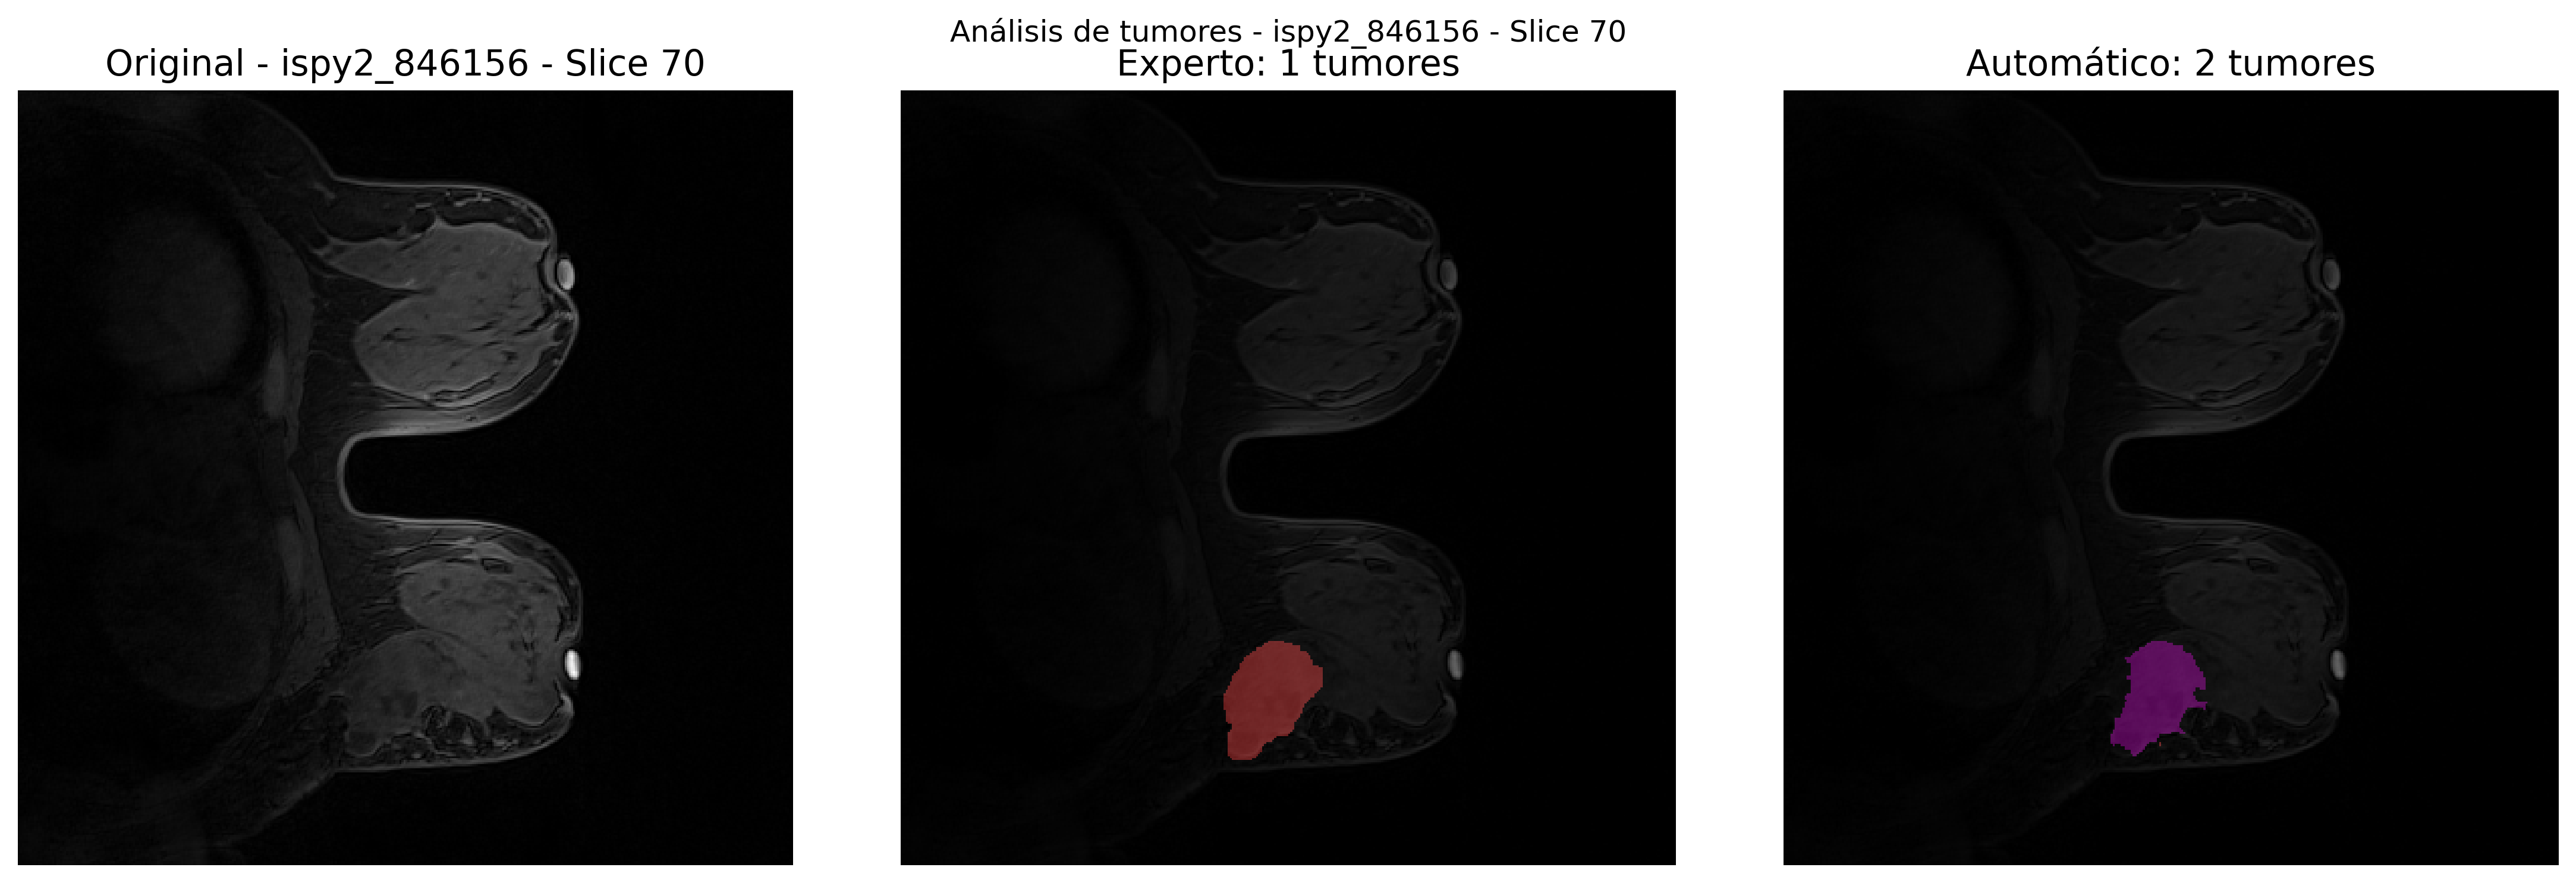 Análisis de tumores - ispy2_846156 - Slice 70
Original - ispy2_846156 - Slice 70
Experto: 1 tumores
Automático: 2 tumores